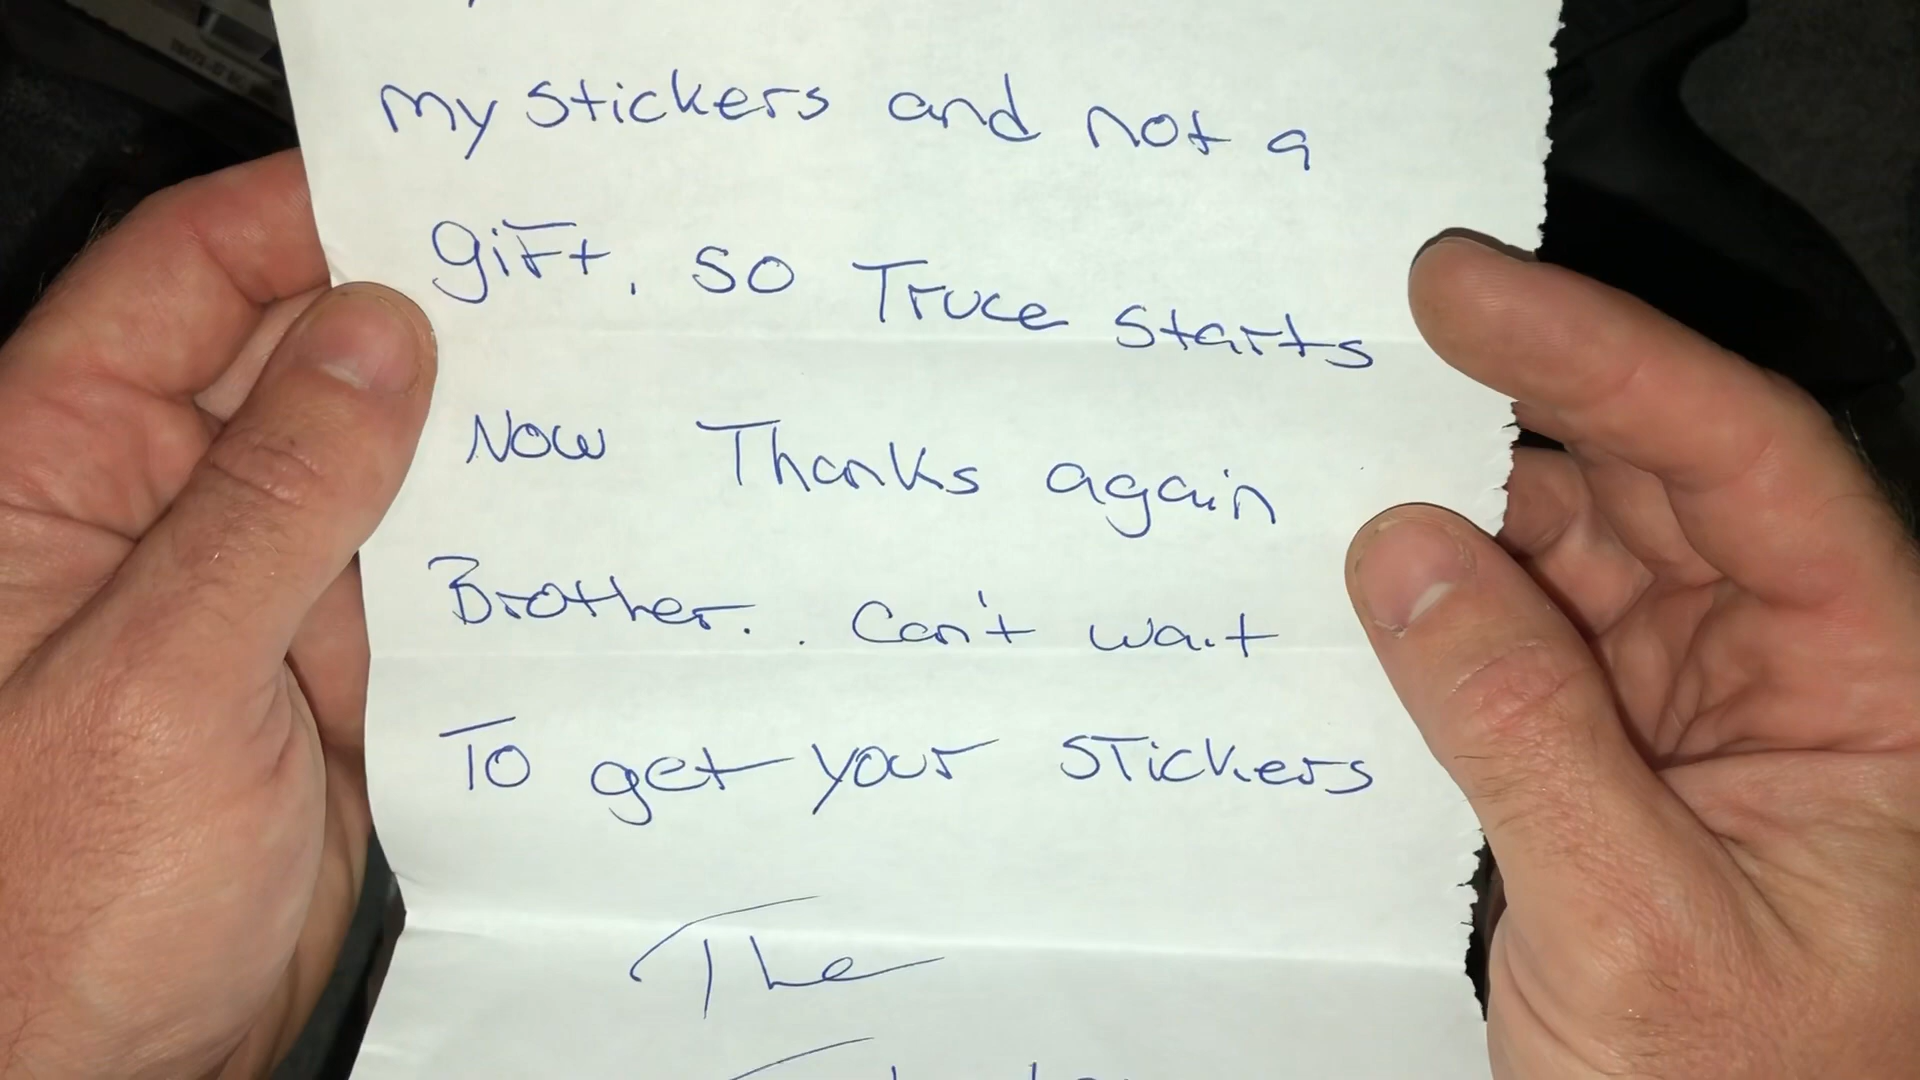 my stickers and not a
gift. so Truce starts
Now Thanks again
Brother. . Can't wait
To get your STickers
The